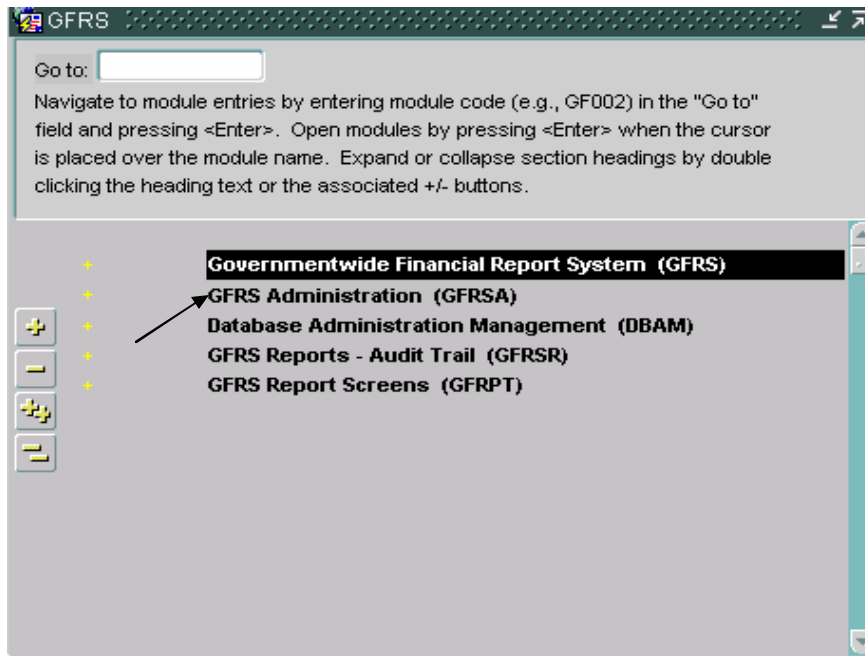 GFRS
Go to:
Navigate to module entries by entering module code (e.g., GF002) in the "Go to"
field and pressing <Enter>. Open modules by pressing <Enter> when the cursor
is placed over the module name. Expand or collapse section headings by double
clicking the heading text or the associated +/- buttons.
+ Governmentwide Financial Report System (GFRS)
+ GFRS Administration (GFRSA)
+ Database Administration Management (DBAM)
+ GFRS Reports - Audit Trail (GFRSR)
+ GFRS Report Screens (GFRPT)